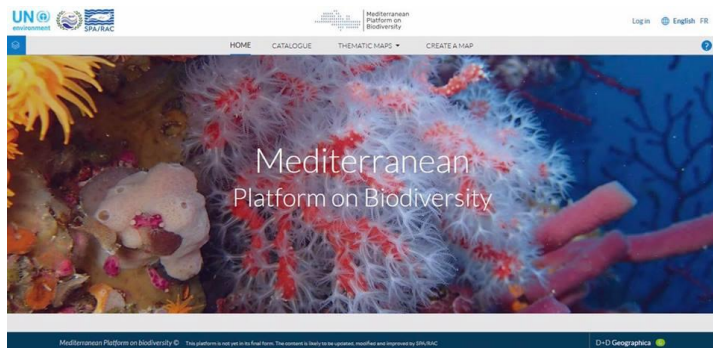 UN
environment
SPA/RAC
Mediterranean
Platform on
Biodiversity
Log in English FR
HOME CATALOGUE THEMATIC MAPS CREATE A MAP
?
Mediterranean
Platform on Biodiversity
Mediterranean Platform on biodiversity © This platform is not yet in its final form. The content is likely to be updated, modified and improved by SPA/RAC
D+D Geographica